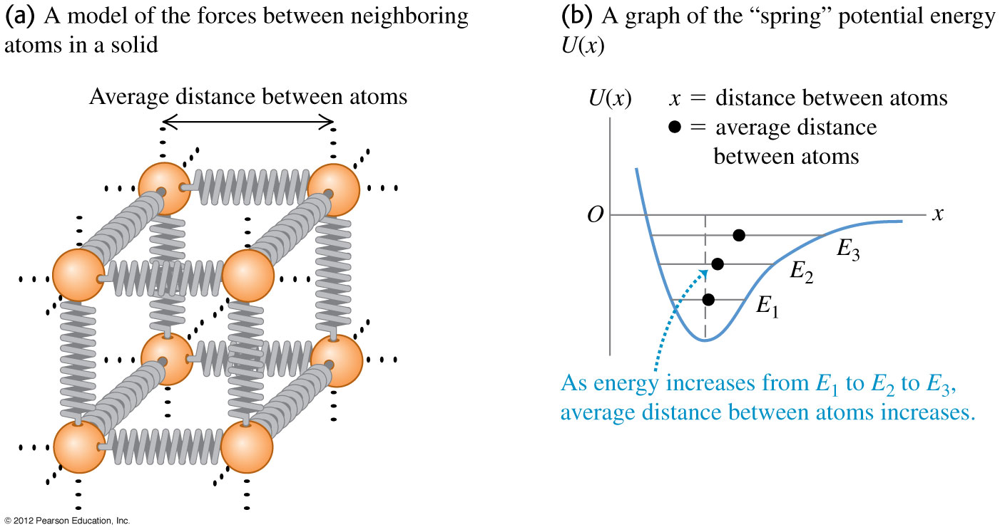 (a) A model of the forces between neighboring
atoms in a solid
Average distance between atoms
(b) A graph of the “spring” potential energy
U(x)
U(x)
x = distance between atoms
● = average distance
between atoms
O
x
E3
E2
E1
As energy increases from E1 to E2 to E3,
average distance between atoms increases.
© 2012 Pearson Education, Inc.